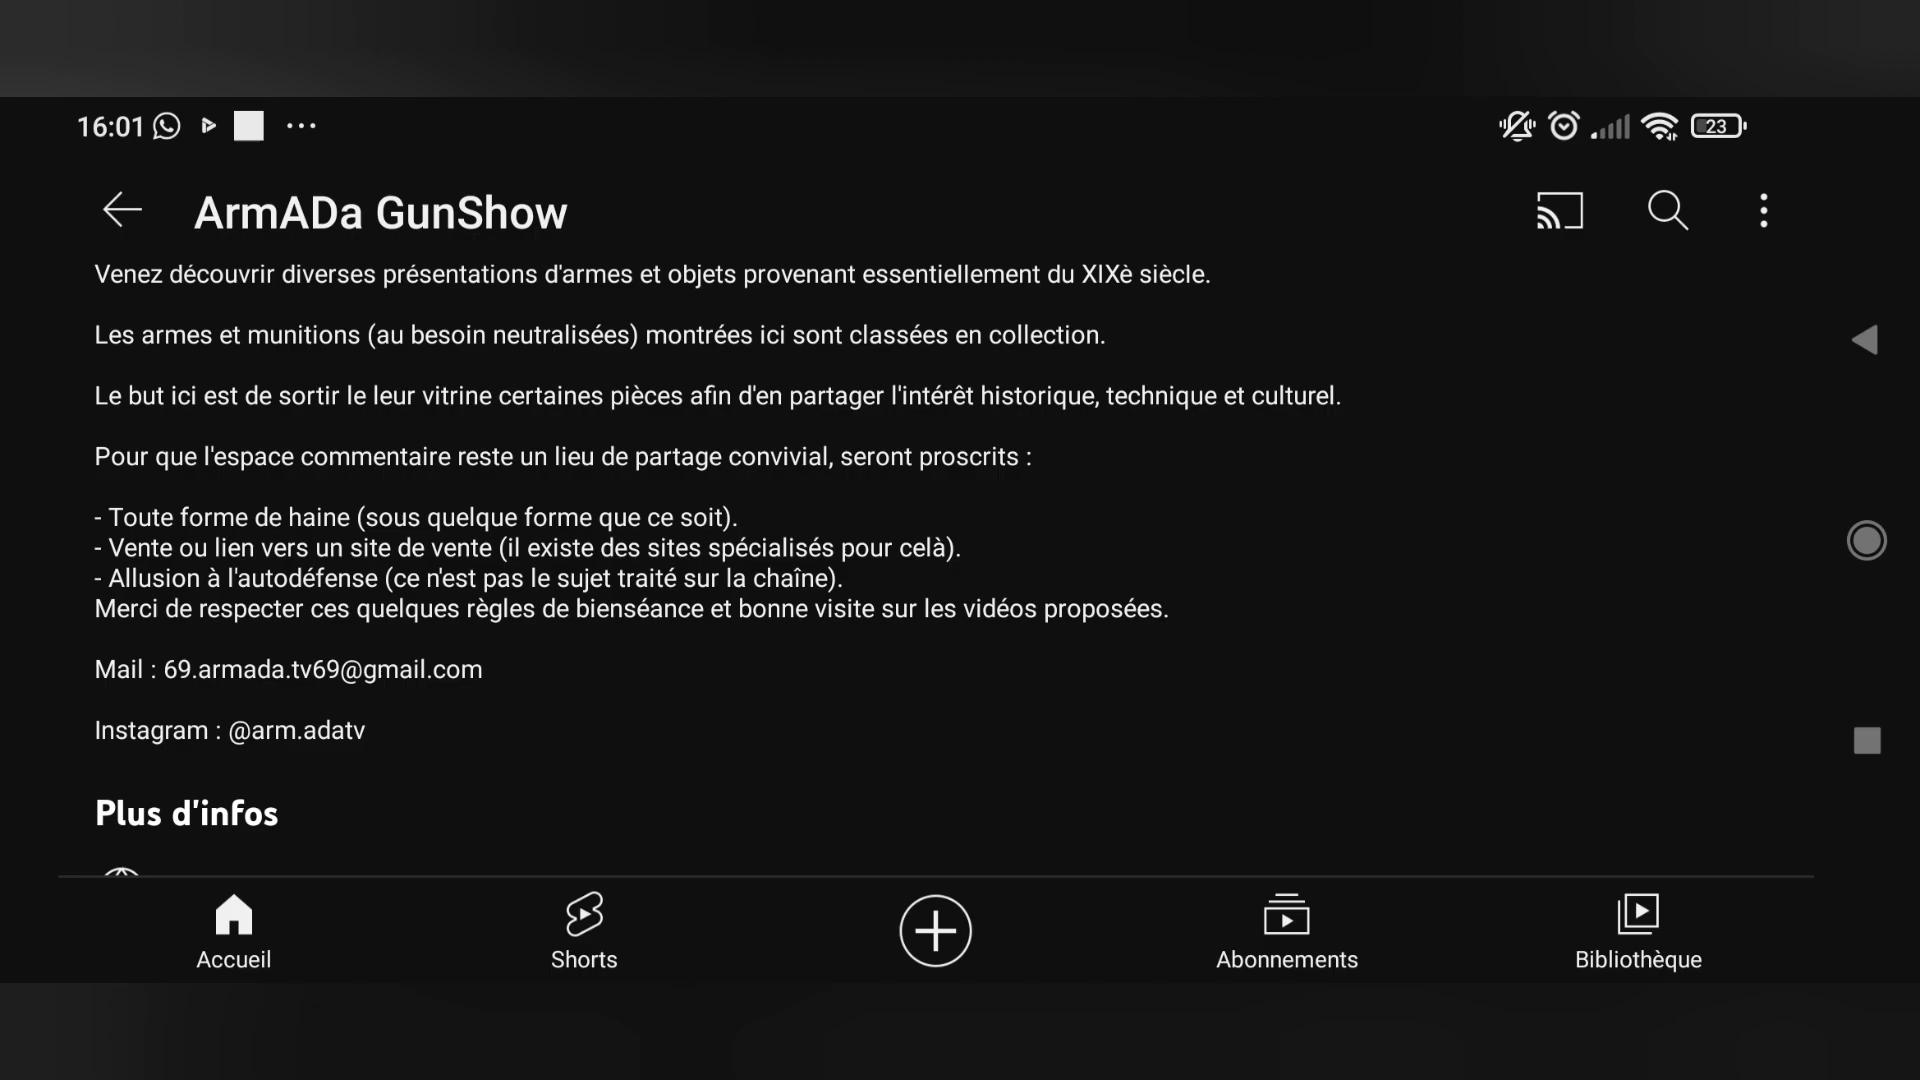 16:01
23
ArmADa GunShow
Venez découvrir diverses présentations d'armes et objets provenant essentiellement du XIXè siècle.
Les armes et munitions (au besoin neutralisées) montrées ici sont classées en collection.
Le but ici est de sortir le leur vitrine certaines pièces afin d'en partager l'intérêt historique, technique et culturel.
Pour que l'espace commentaire reste un lieu de partage convivial, seront proscrits :
- Toute forme de haine (sous quelque forme que ce soit).
- Vente ou lien vers un site de vente (il existe des sites spécialisés pour celà).
- Allusion à l'autodéfense (ce n'est pas le sujet traité sur la chaîne).
Merci de respecter ces quelques règles de bienséance et bonne visite sur les vidéos proposées.
Mail : 69.armada.tv69@gmail.com
Instagram : @arm.adatv
Plus d'infos
Accueil
Shorts
Abonnements
Bibliothèque